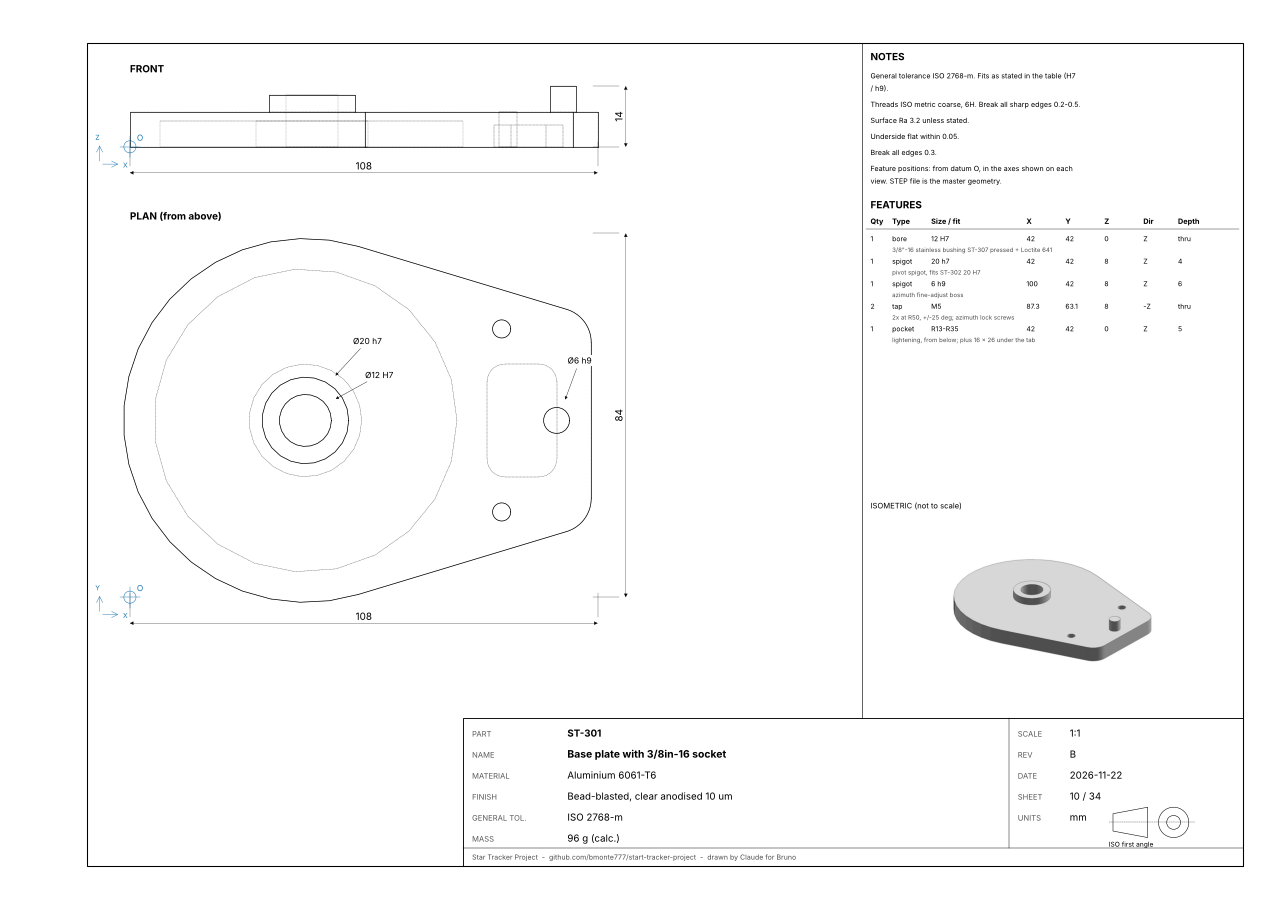 FRONT
14
Z
O
X
108
PLAN (from above)
Ø20 h7
Ø6 h9
Ø12 H7
84
Y
O
X
108
NOTES
General tolerance ISO 2768-m. Fits as stated in the table (H7
/ h9).
Threads ISO metric coarse, 6H. Break all sharp edges 0.2-0.5.
Surface Ra 3.2 unless stated.
Underside flat within 0.05.
Break all edges 0.3.
Feature positions: from datum O, in the axes shown on each
view. STEP file is the master geometry.
FEATURES
Qty Type Size / fit X Y Z Dir Depth
1 bore 12 H7 42 42 0 Z thru
3/8"-16 stainless bushing ST-307 pressed + Loctite 641
1 spigot 20 h7 42 42 8 Z 4
pivot spigot, fits ST-302 20 H7
1 spigot 6 h9 100 42 8 Z 6
azimuth fine-adjust boss
2 tap M5 87.3 63.1 8 -Z thru
2x at R50, +/-25 deg; azimuth lock screws
1 pocket R13-R35 42 42 0 Z 5
lightening, from below; plus 16 × 26 under the tab
ISOMETRIC (not to scale)
PART ST-301
NAME Base plate with 3/8in-16 socket
MATERIAL Aluminium 6061-T6
FINISH Bead-blasted, clear anodised 10 um
GENERAL TOL. ISO 2768-m
MASS 96 g (calc.)
SCALE 1:1
REV B
DATE 2026-11-22
SHEET 10 / 34
UNITS mm
ISO first angle
Star Tracker Project - github.com/bmonte777/start-tracker-project - drawn by Claude for Bruno